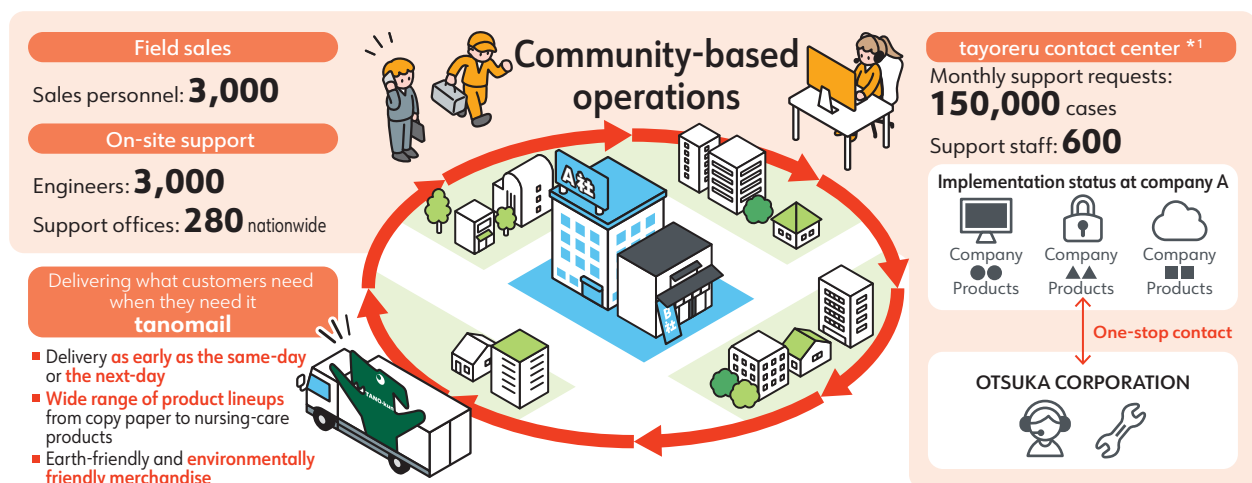 Field sales
Sales personnel: 3,000
On-site support
Engineers: 3,000
Support offices: 280 nationwide
Delivering what customers need
when they need it
tanomail
■ Delivery as early as the same-day
or the next-day
■ Wide range of product lineups
from copy paper to nursing-care
products
■ Earth-friendly and environmentally
friendly merchandise
Community-based
operations
A社
B社
tayoreru contact center *1
Monthly support requests:
150,000 cases
Support staff: 600
Implementation status at company A
Company
●●
Products
Company
▲▲
Products
Company
■■
Products
One-stop contact
OTSUKA CORPORATION